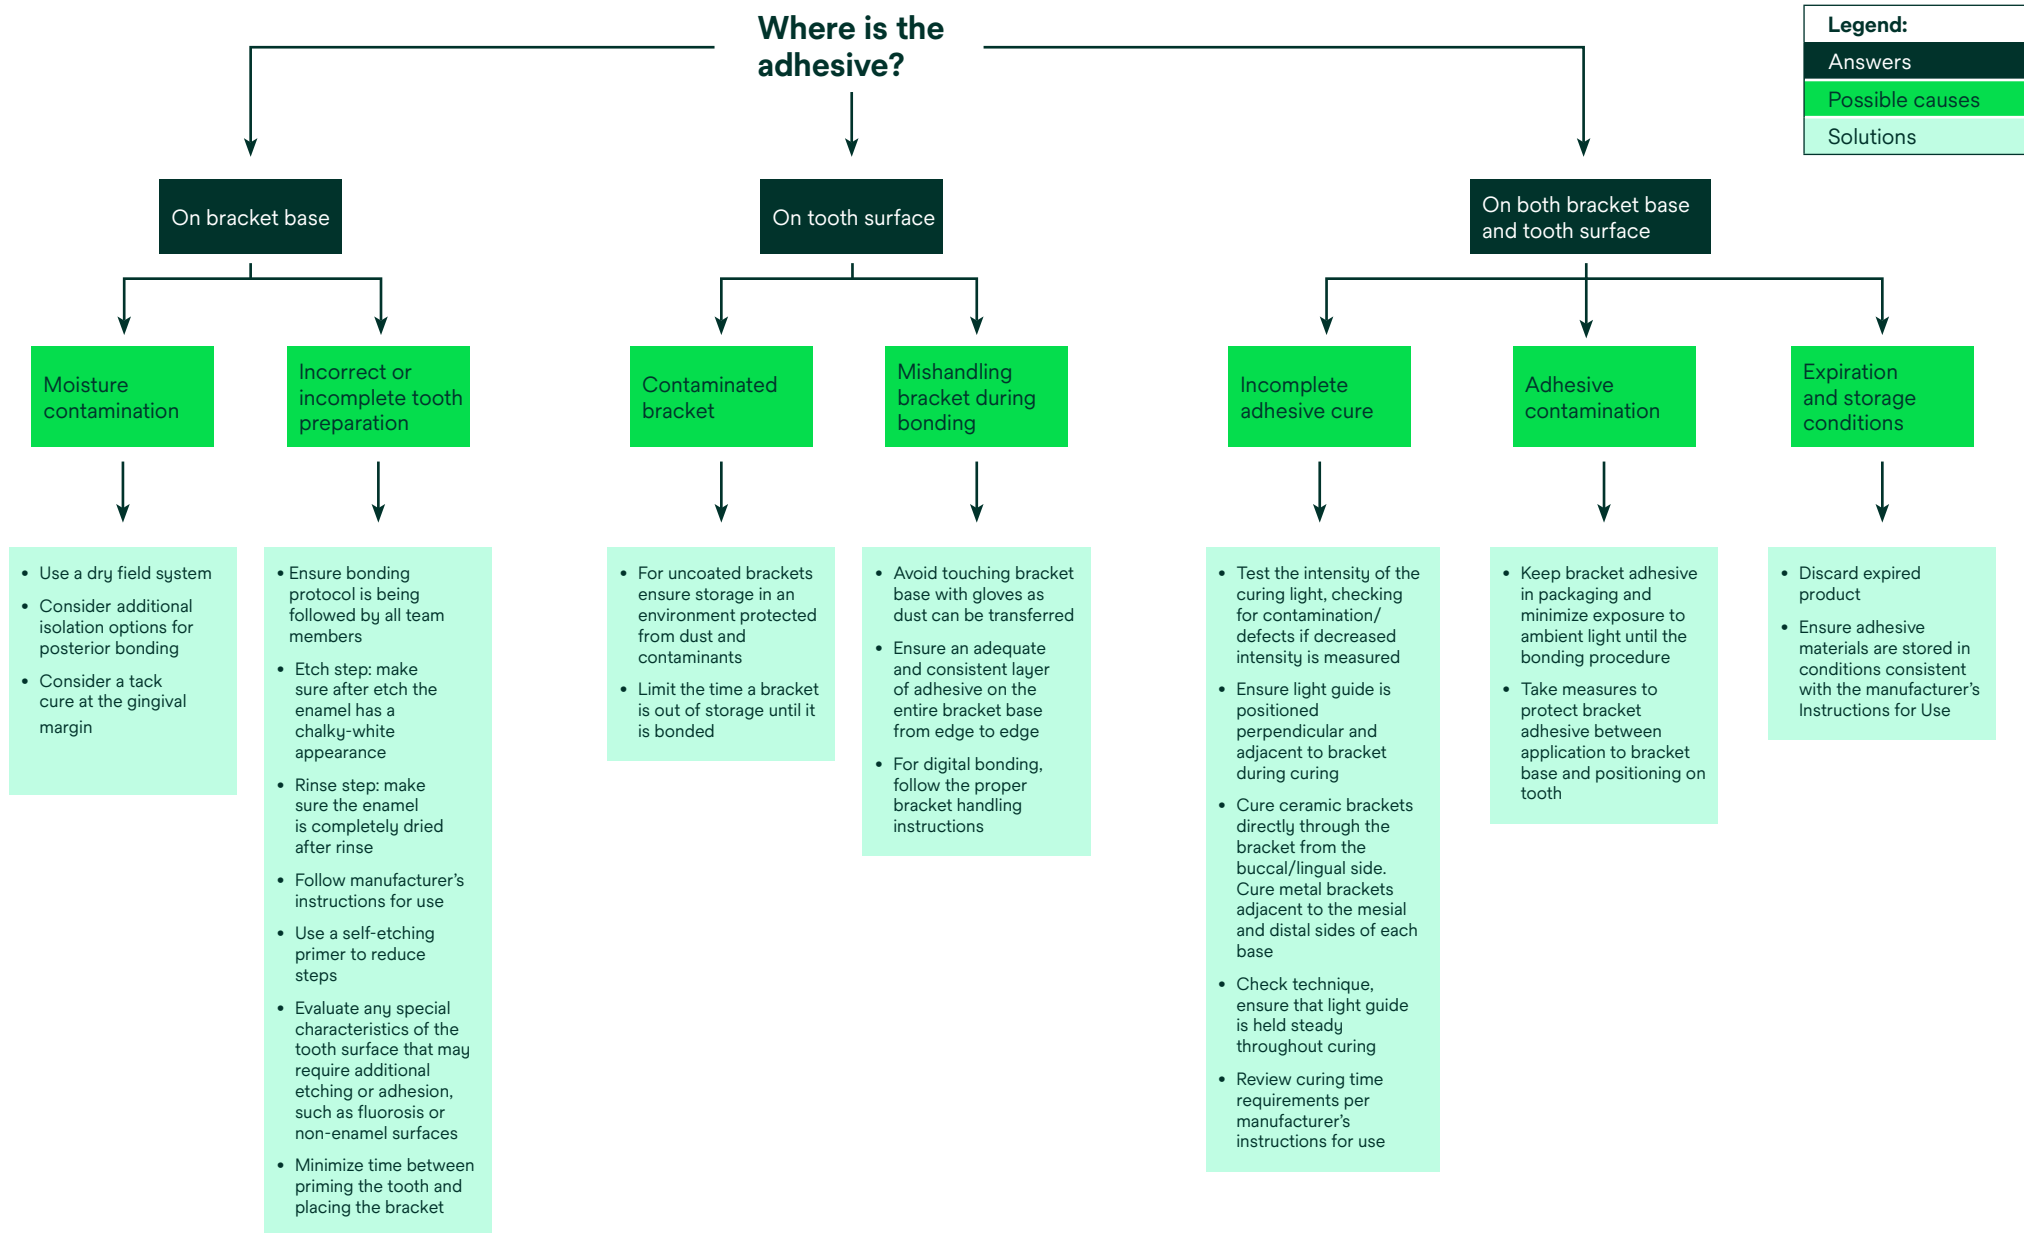 Where is the
adhesive?
Legend:
Answers
Possible causes
Solutions
On bracket base
On tooth surface
On both bracket base
and tooth surface
Moisture
contamination
Incorrect or
incomplete tooth
preparation
Contaminated
bracket
Mishandling
bracket during
bonding
Incomplete
adhesive cure
Adhesive
contamination
Expiration
and storage
conditions
• Use a dry field system
• Consider additional
isolation options for
posterior bonding
• Consider a tack
cure at the gingival
margin
• Ensure bonding
protocol is being
followed by all team
members
• Etch step: make
sure after etch the
enamel has a
chalky-white
appearance
• Rinse step: make
sure the enamel
is completely dried
after rinse
• Follow manufacturer’s
instructions for use
• Use a self-etching
primer to reduce
steps
• Evaluate any special
characteristics of the
tooth surface that may
require additional
etching or adhesion,
such as fluorosis or
non-enamel surfaces
• Minimize time between
priming the tooth and
placing the bracket
• For uncoated brackets
ensure storage in an
environment protected
from dust and
contaminants
• Limit the time a bracket
is out of storage until it
is bonded
• Avoid touching bracket
base with gloves as
dust can be transferred
• Ensure an adequate
and consistent layer
of adhesive on the
entire bracket base
from edge to edge
• For digital bonding,
follow the proper
bracket handling
instructions
• Test the intensity of the
curing light, checking
for contamination/
defects if decreased
intensity is measured
• Ensure light guide is
positioned
perpendicular and
adjacent to bracket
during curing
• Cure ceramic brackets
directly through the
bracket from the
buccal/lingual side.
Cure metal brackets
adjacent to the mesial
and distal sides of each
base
• Check technique,
ensure that light guide
is held steady
throughout curing
• Review curing time
requirements per
manufacturer’s
instructions for use
• Keep bracket adhesive
in packaging and
minimize exposure to
ambient light until the
bonding procedure
• Take measures to
protect bracket
adhesive between
application to bracket
base and positioning on
tooth
• Discard expired
product
• Ensure adhesive
materials are stored in
conditions consistent
with the manufacturer’s
Instructions for Use